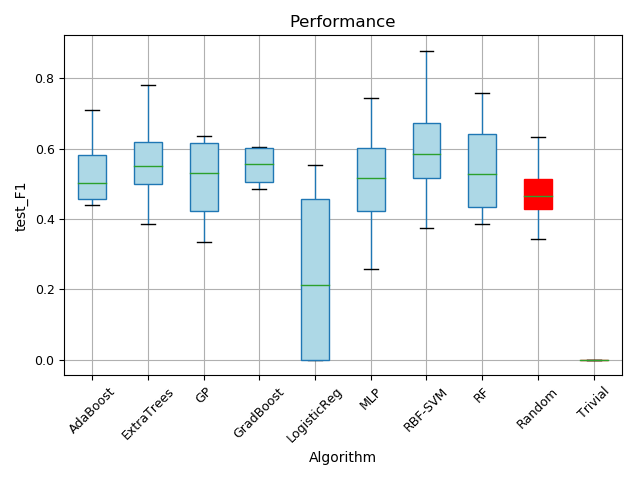 Performance
test_F1
0.8
0.6
0.4
0.2
0.0
AdaBoost
ExtraTrees
GP
GradBoost
LogisticReg
MLP
RBF-SVM
RF
Random
Trivial
Algorithm